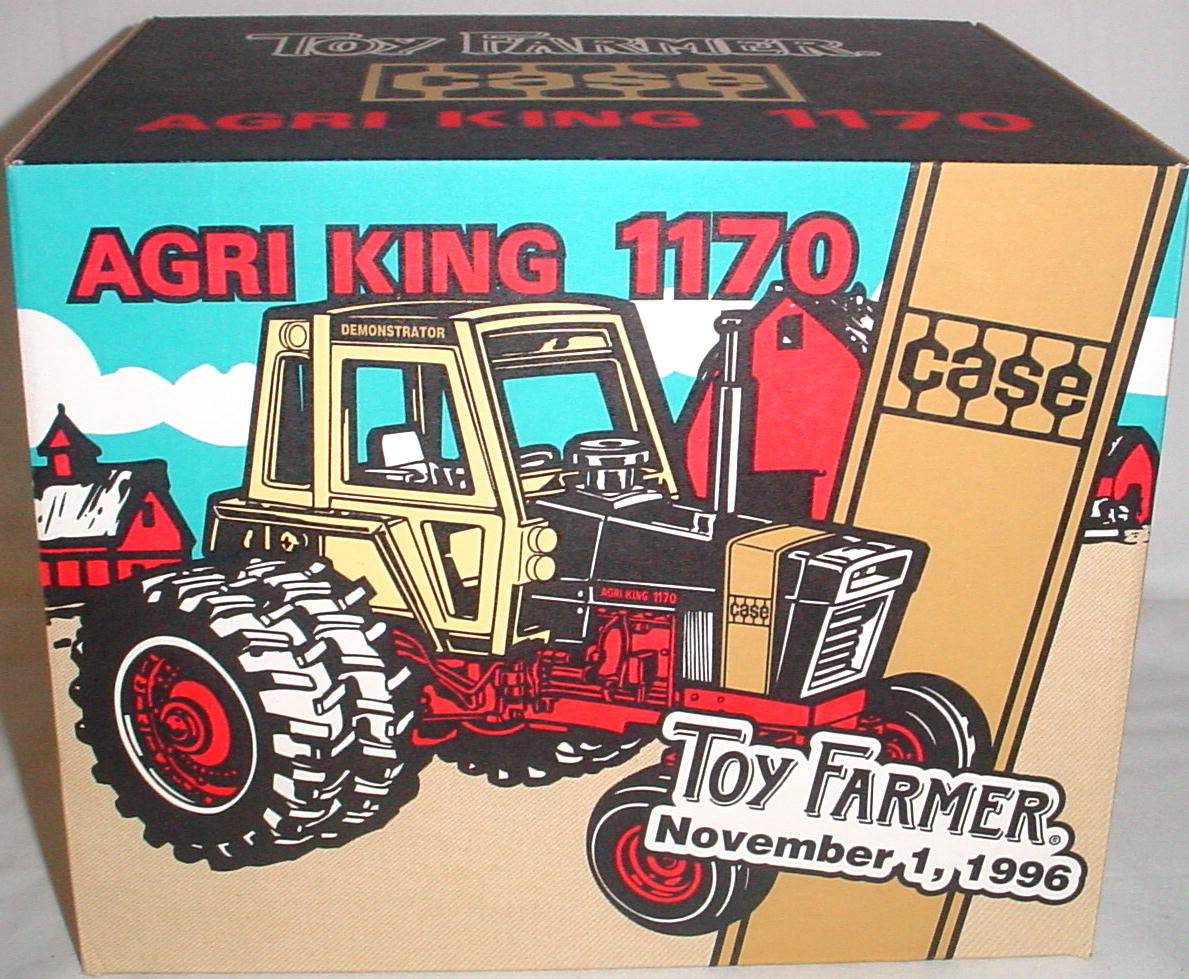 TOY FARMER.
case
AGRI KING 1170
AGRI KING 1170
DEMONSTRATOR
case
AGRI KING 1170
case
TOY FARMER®
November 1, 1996